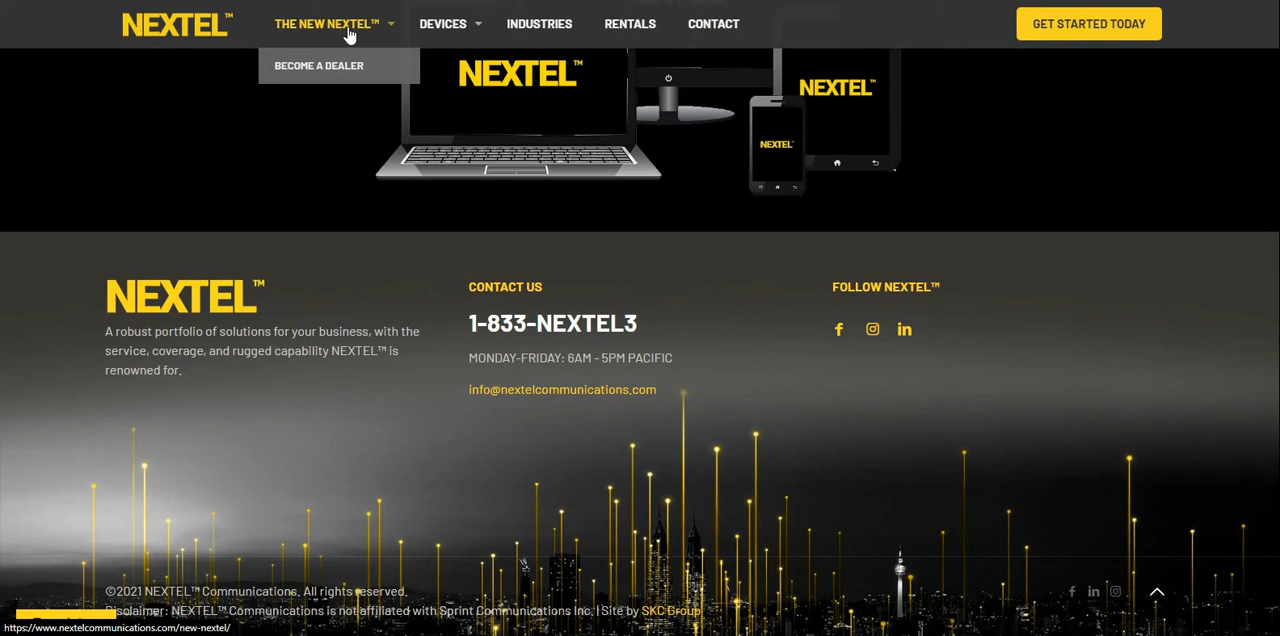 NEXTEL™ THE NEW NEXTEL™ DEVICES INDUSTRIES RENTALS CONTACT GET STARTED TODAY
BECOME A DEALER
NEXTEL™
NEXTEL™
NEXTEL
NEXTEL™
A robust portfolio of solutions for your business, with the
service, coverage, and rugged capability NEXTEL™ is
renowned for.
CONTACT US
1-833-NEXTEL3
MONDAY-FRIDAY: 6AM - 5PM PACIFIC
info@nextelcommunications.com
FOLLOW NEXTEL™
©2021 NEXTEL™ Communications. All rights reserved.
Disclaimer: NEXTEL™ Communications is not affiliated with Sprint Communications Inc. | Site by SKC Group
https://www.nextelcommunications.com/new-nextel/